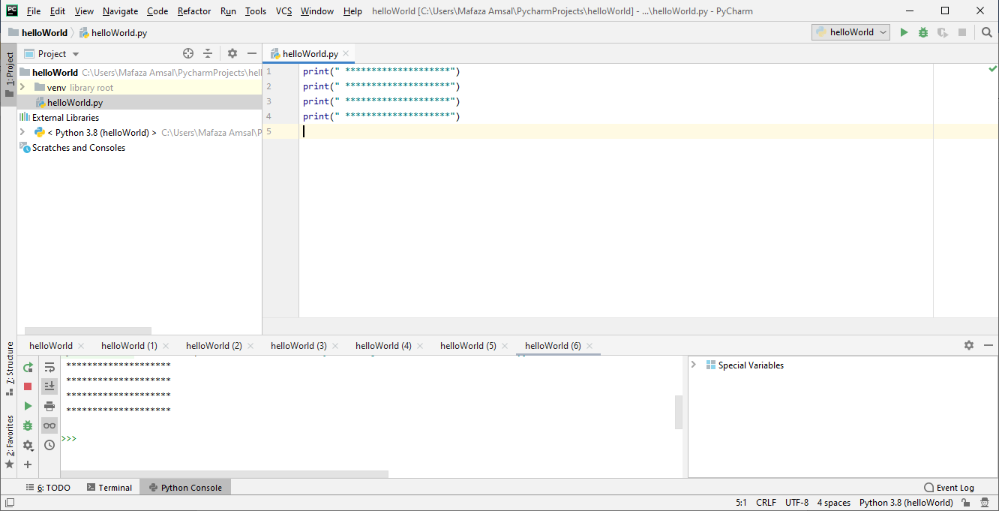 PC File Edit View Navigate Code Refactor Run Tools VCS Window Help helloWorld [C:\Users\Mafaza Amsal\PycharmProjects\helloWorld] - ...\helloWorld.py - PyCharm
helloWorld helloWorld.py helloWorld
1: Project
Project helloWorld.py
helloWorld C:\Users\Mafaza Amsal\PycharmProjects\hell
venv library root
helloWorld.py
External Libraries
< Python 3.8 (helloWorld) > C:\Users\Mafaza Amsal\P
Scratches and Consoles
1 print(" ********************")
2 print(" ********************")
3 print(" ********************")
4 print(" ********************")
5
helloWorld helloWorld (1) helloWorld (2) helloWorld (3) helloWorld (4) helloWorld (5) helloWorld (6)
7: Structure
2: Favorites
********************
********************
********************
********************
>>>
Special Variables
6: TODO Terminal Python Console Event Log
5:1 CRLF UTF-8 4 spaces Python 3.8 (helloWorld)